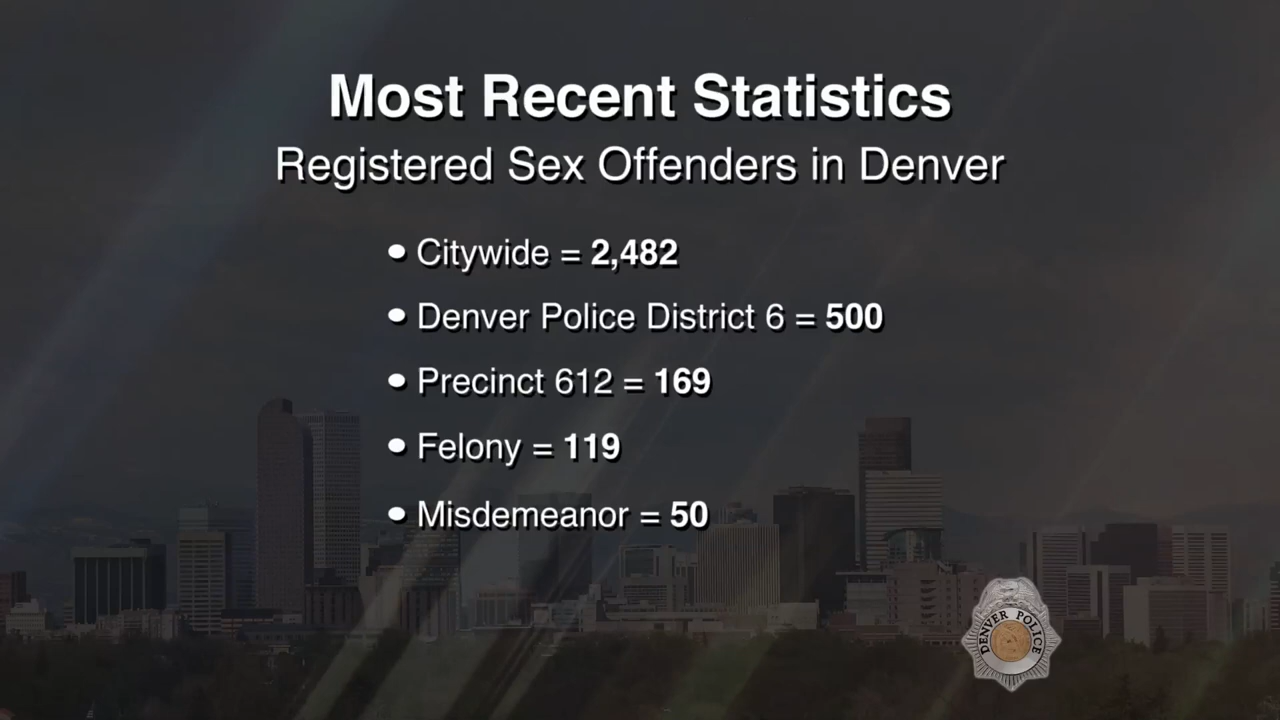 Most Recent Statistics
Registered Sex Offenders in Denver
• Citywide = 2,482
• Denver Police District 6 = 500
• Precinct 612 = 169
• Felony = 119
• Misdemeanor = 50
DENVER POLICE